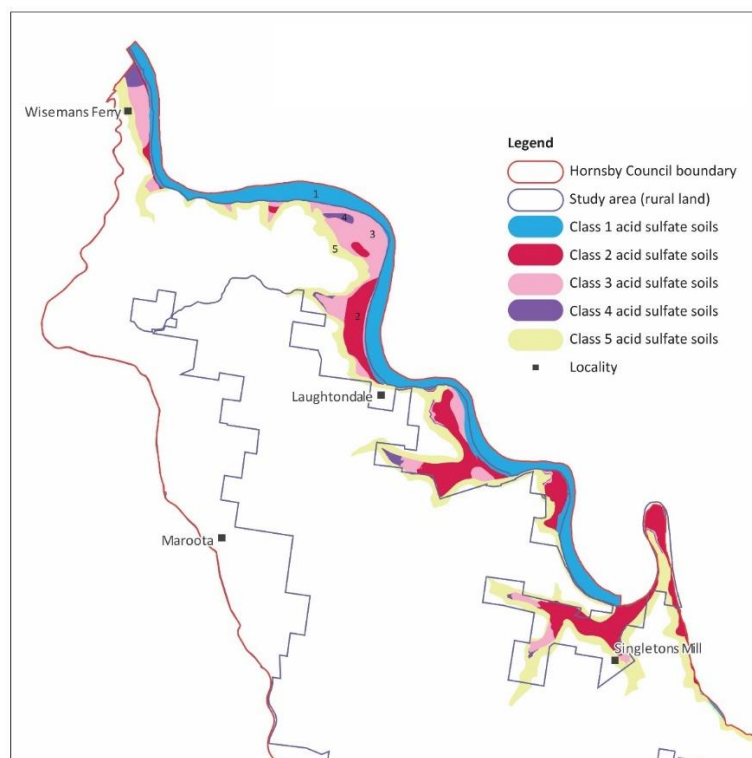 Wisemans Ferry
Legend
Hornsby Council boundary
Study area (rural land)
Class 1 acid sulfate soils
Class 2 acid sulfate soils
Class 3 acid sulfate soils
Class 4 acid sulfate soils
Class 5 acid sulfate soils
Locality
1
4
3
5
2
Laughtondale
Maroota
Singletons Mill